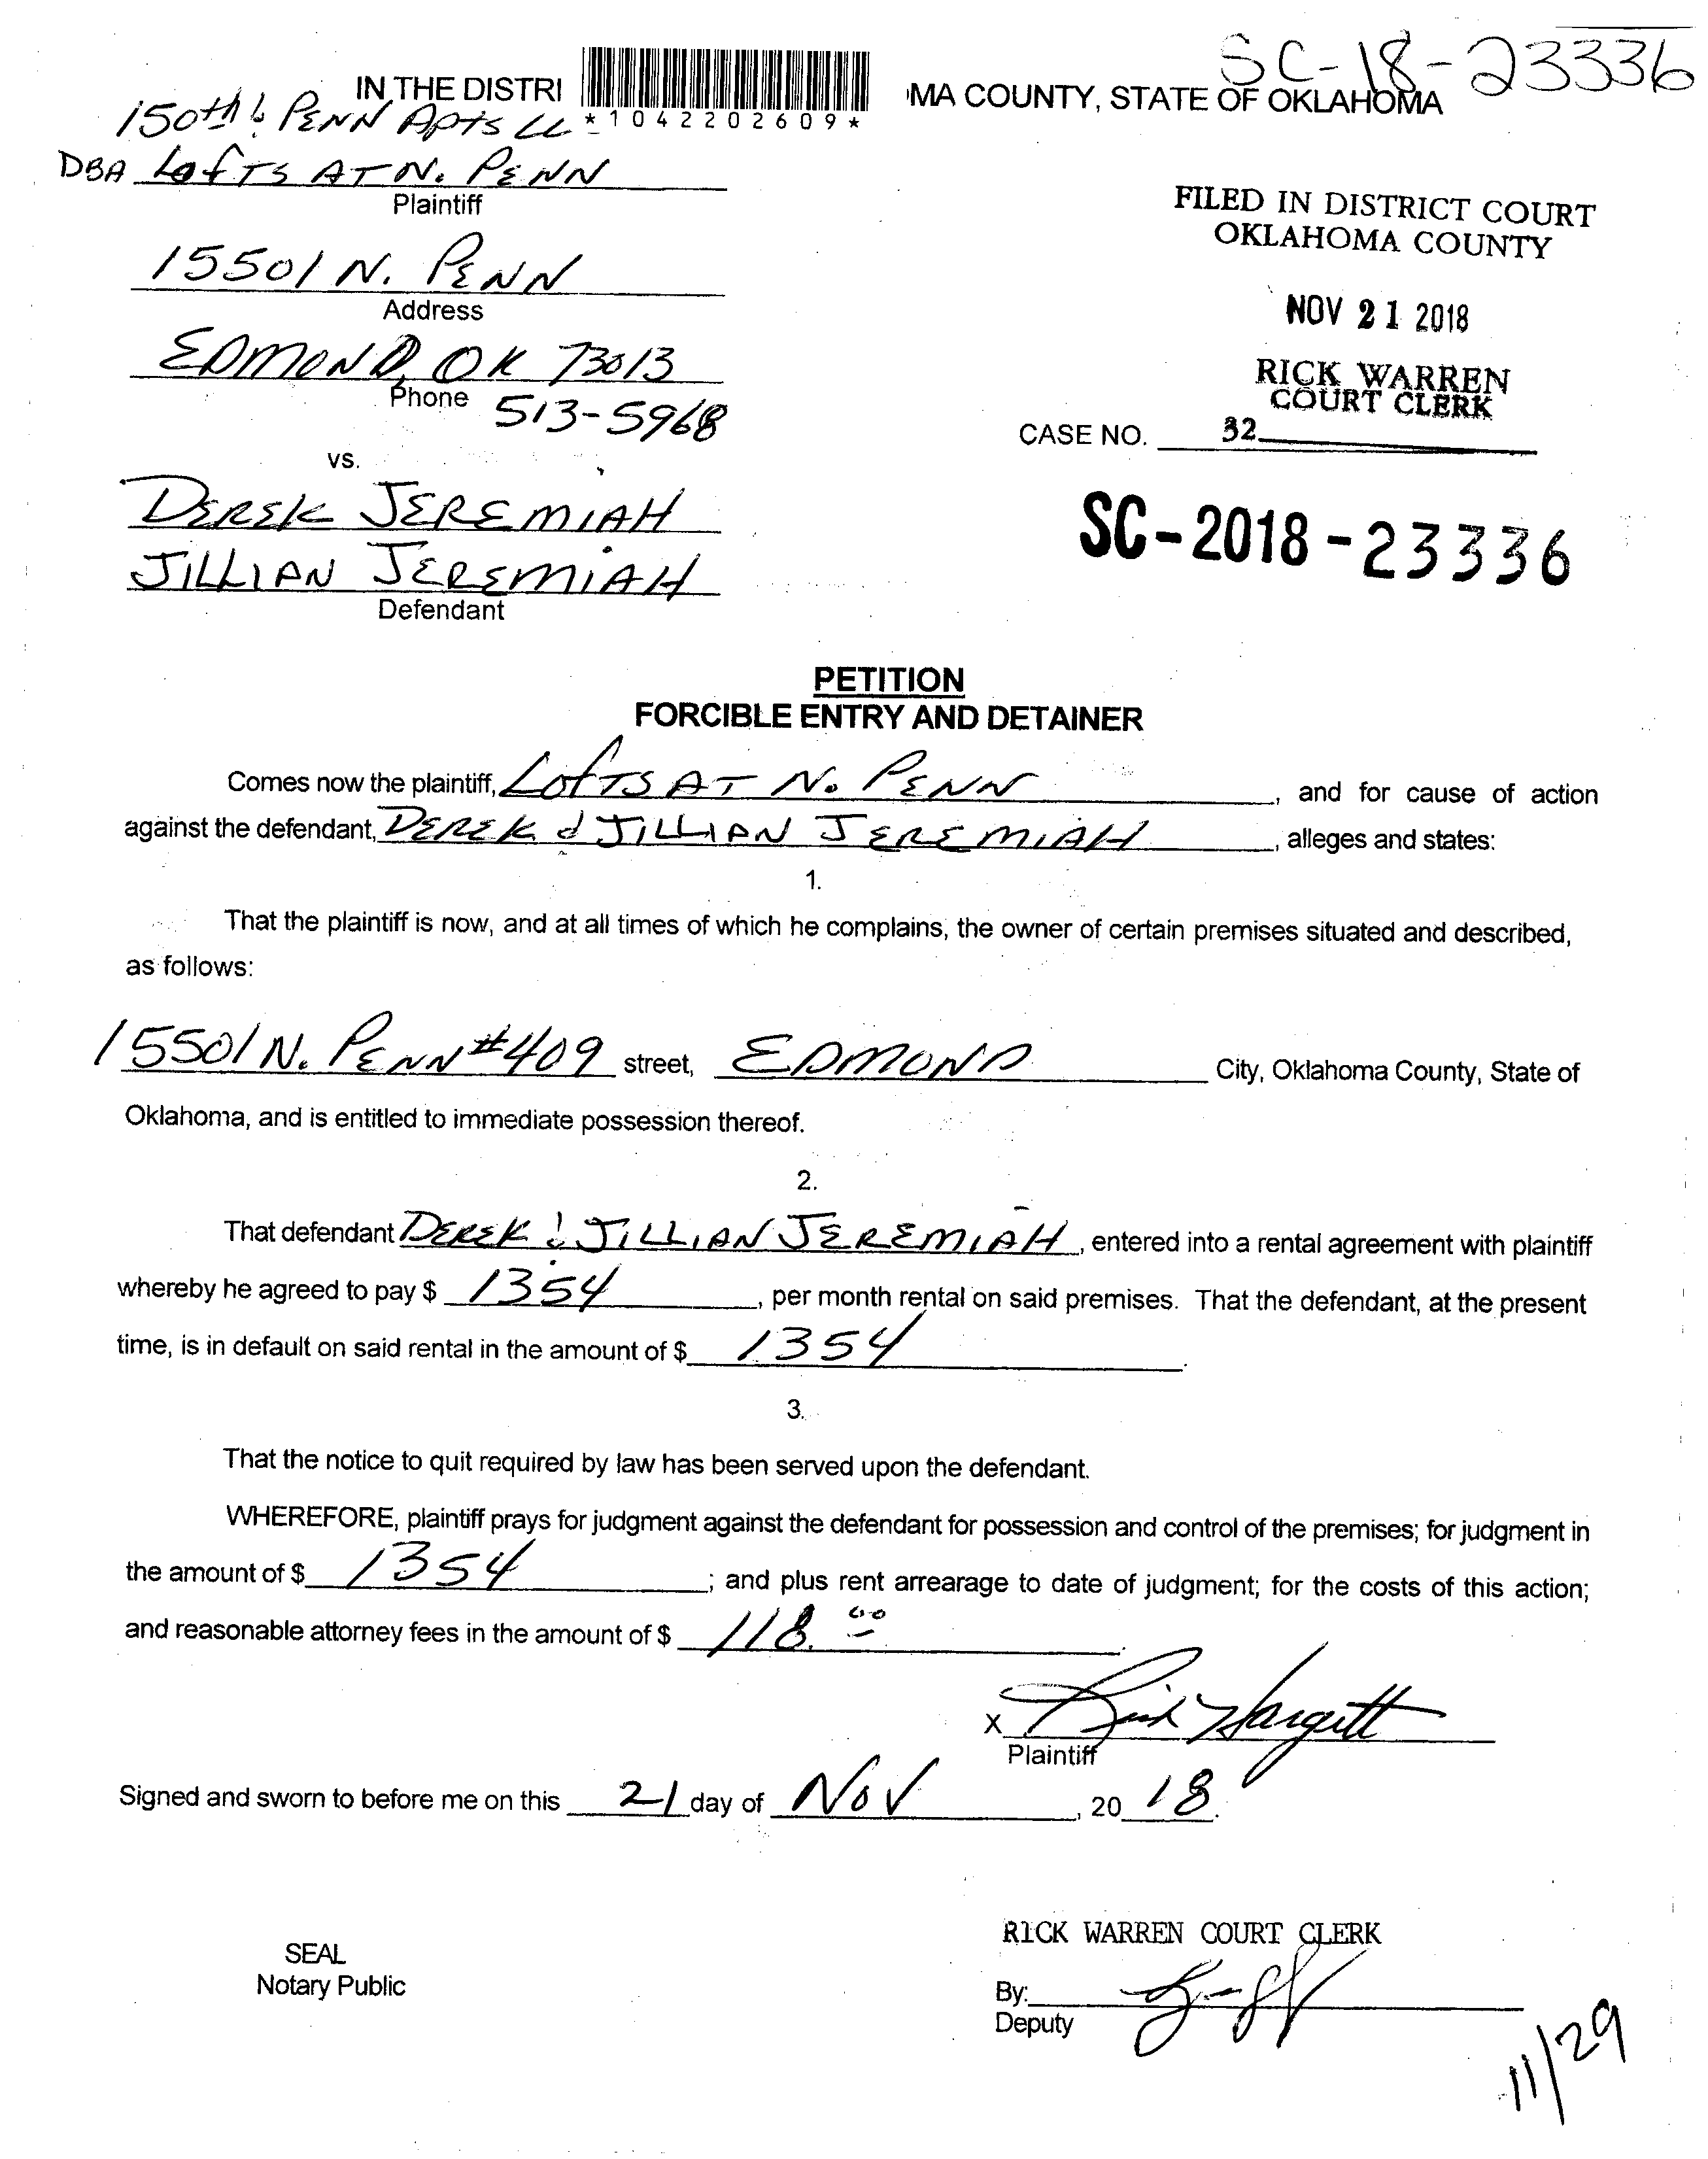 SC-18-23336
IN THE DISTRI
MA COUNTY, STATE OF OKLAHOMA
*1042202609*
150th & PENN Apts LL
DBA LOFTS AT N. PENN
Plaintiff
FILED IN DISTRICT COURT
OKLAHOMA COUNTY
15501 N. PENN
Address
NOV 21 2018
EDMOND, OK 73013
Phone 513-5968
RICK WARREN
COURT CLERK
CASE NO. 32
vs.
DEREK JEREMIAH
SC-2018-23336
JILLIAN JEREMIAH
Defendant
PETITION
FORCIBLE ENTRY AND DETAINER
Comes now the plaintiff, LOFTS AT N. PENN, and for cause of action
against the defendant, DEREK & JILLIAN JEREMIAH, alleges and states:
1.
That the plaintiff is now, and at all times of which he complains, the owner of certain premises situated and described,
as follows:
15501 N. PENN #409 street, EDMOND City, Oklahoma County, State of
Oklahoma, and is entitled to immediate possession thereof.
2.
That defendant DEREK & JILLIAN JEREMIAH, entered into a rental agreement with plaintiff
whereby he agreed to pay $ 1354, per month rental on said premises. That the defendant, at the present
time, is in default on said rental in the amount of $ 1354.
3.
That the notice to quit required by law has been served upon the defendant.
WHEREFORE, plaintiff prays for judgment against the defendant for possession and control of the premises; for judgment in
the amount of $ 1354; and plus rent arrearage to date of judgment; for the costs of this action;
and reasonable attorney fees in the amount of $ 118.00.
X Rick Hargett
Plaintiff
Signed and sworn to before me on this 21 day of NOV, 2018.
RICK WARREN COURT CLERK
SEAL
Notary Public
By:
Deputy
11/29